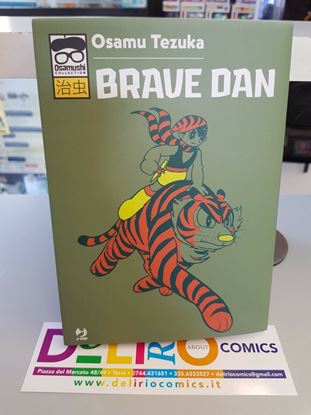 Osamushi
COLLECTION
治虫
Osamu Tezuka
BRAVE DAN
DELIRIO
ABOUT
COMICS
Piazza del Mercato 48/49 • Terni • 0744.431651 • 335.6533527 • deliriocomics@gmail.com
www.deliriocomics.it